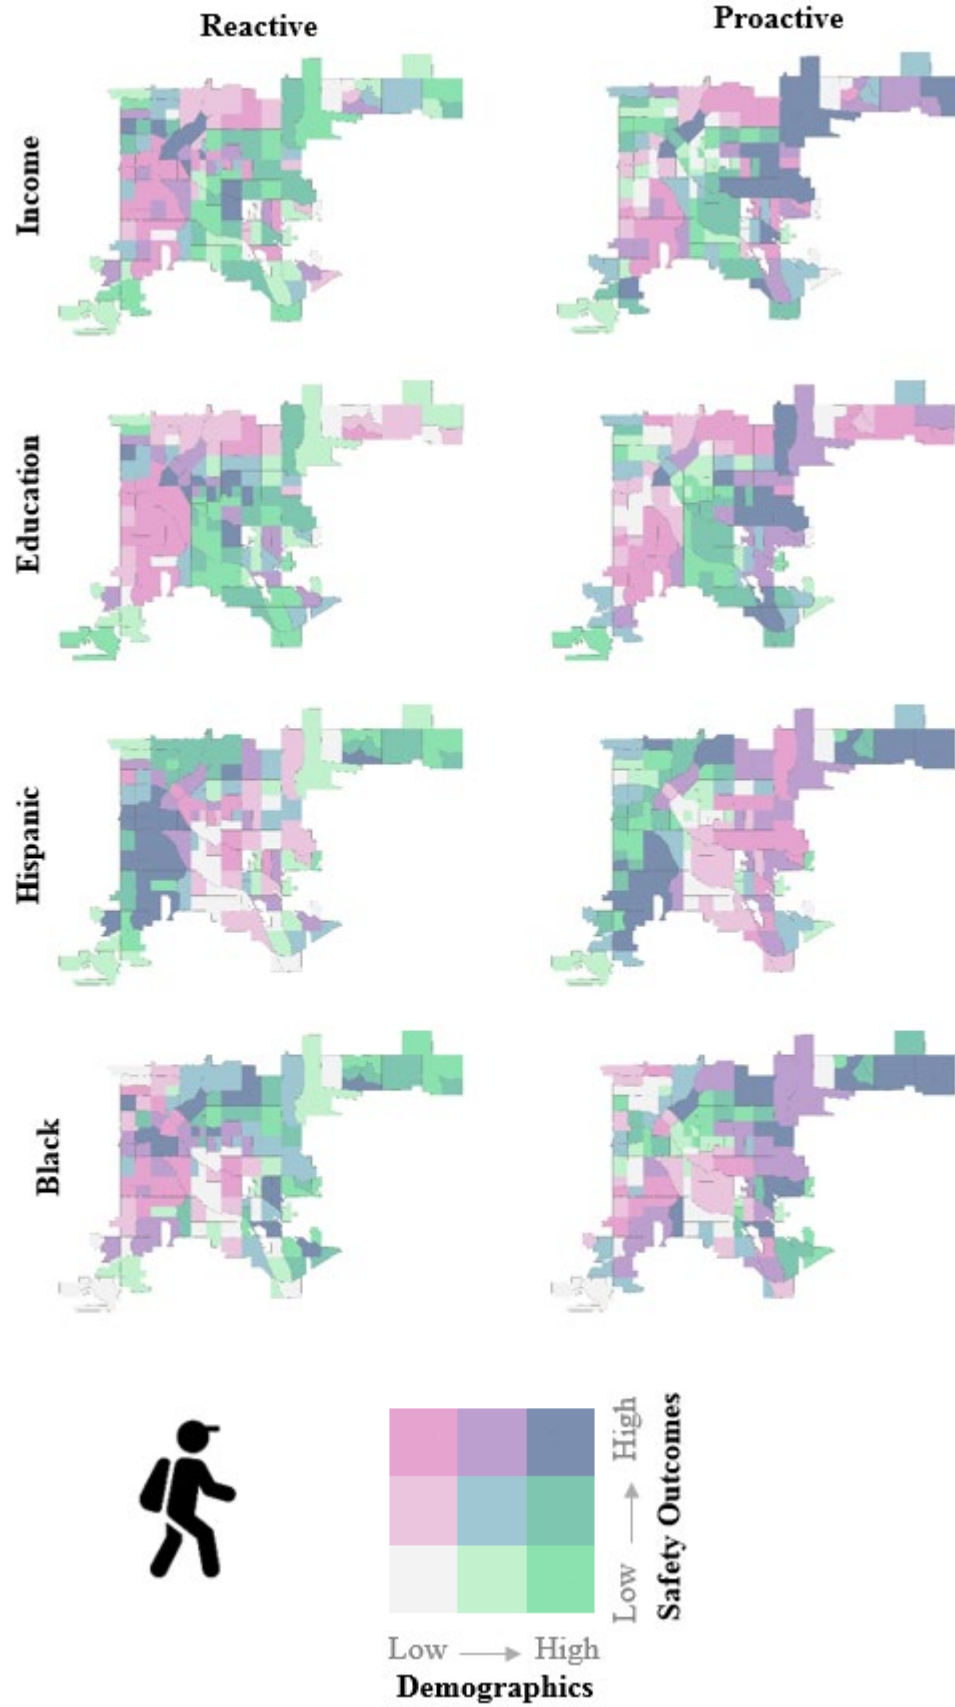 Reactive
Proactive
Income
Education
Hispanic
Black
Low → High
Safety Outcomes
Low → High
Demographics